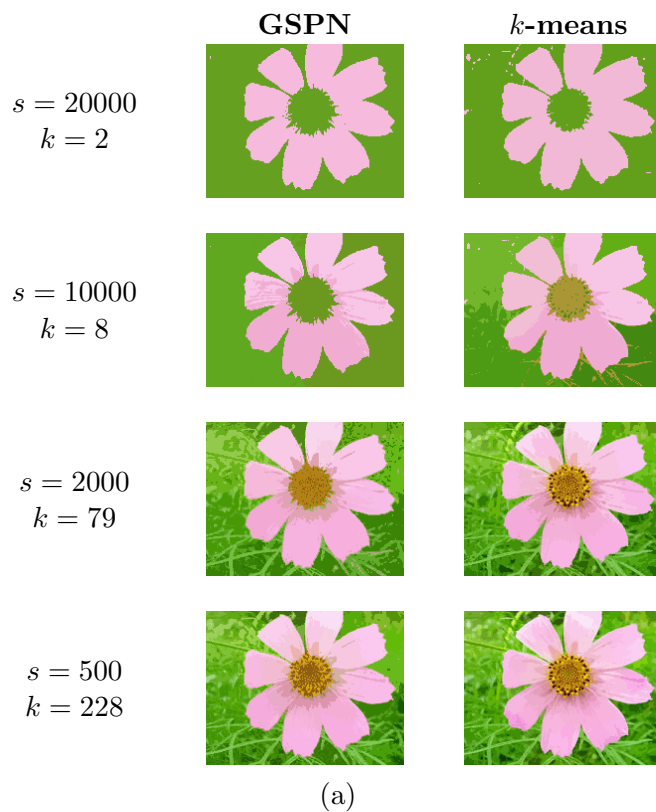 GSPN k-means
s = 20000
k = 2
s = 10000
k = 8
s = 2000
k = 79
s = 500
k = 228
(a)